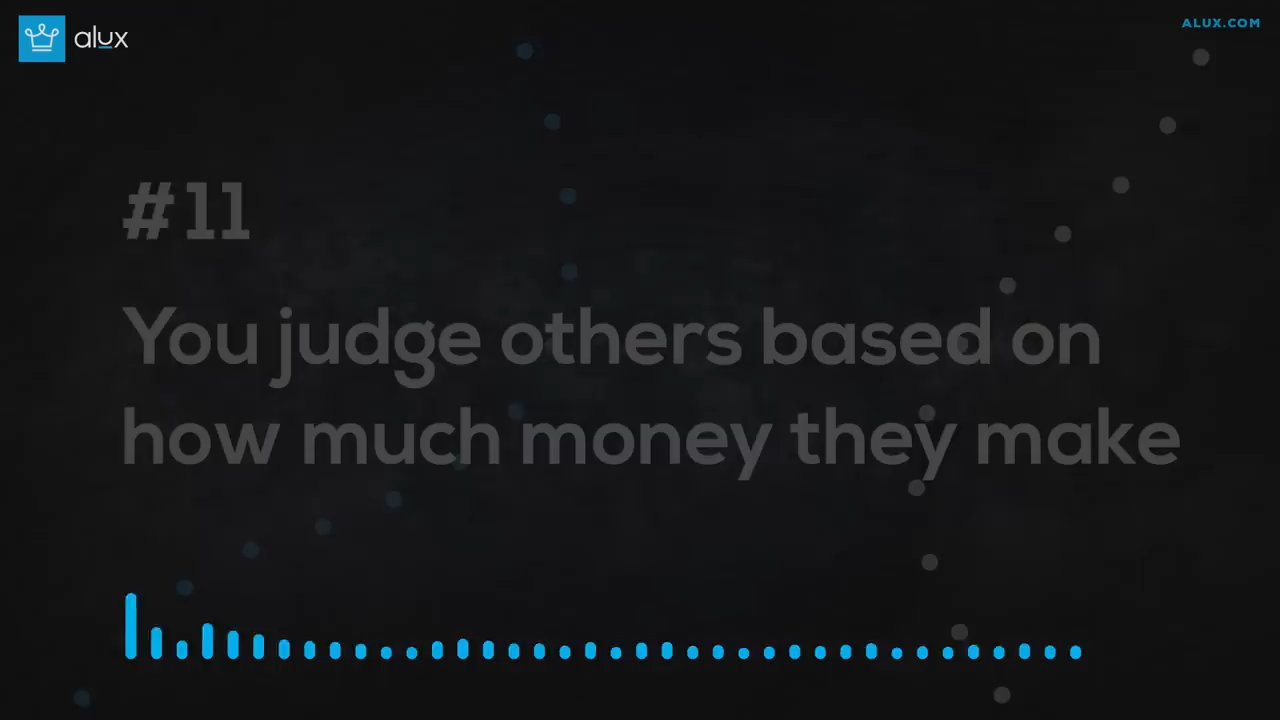 alux
ALUX.COM
#11
You judge others based on
how much money they make